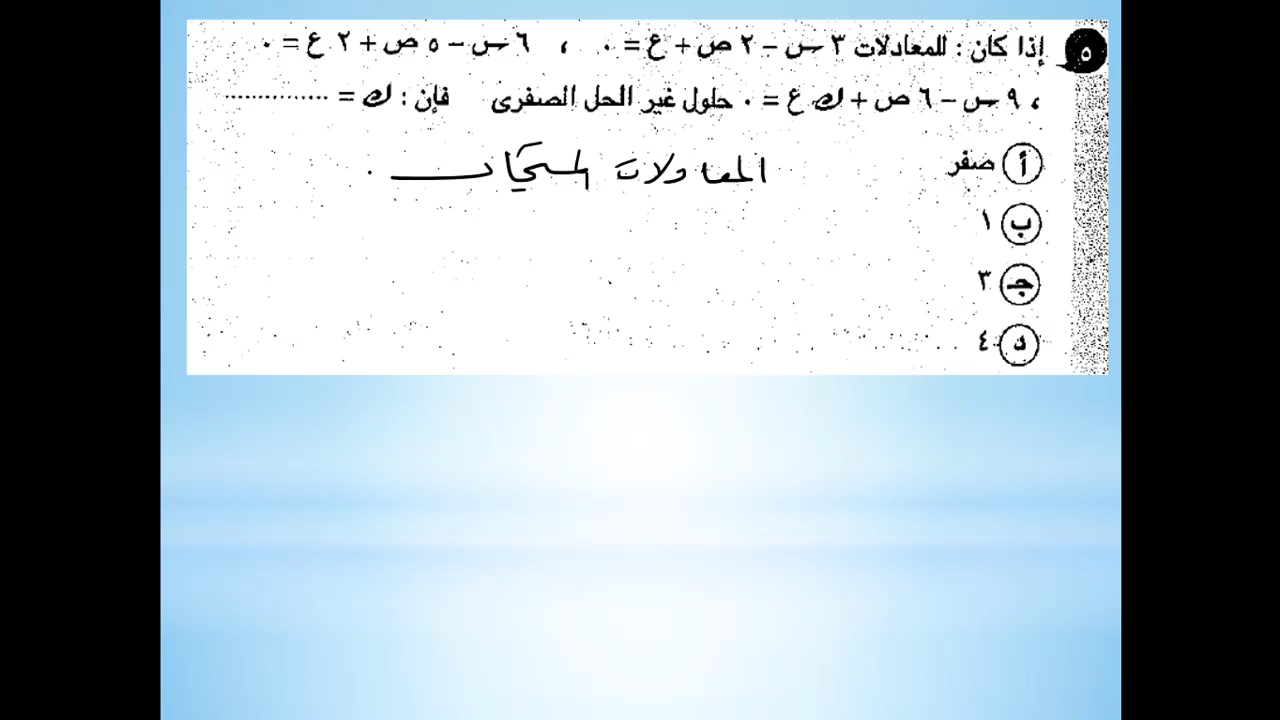 ٥ إذا كان : للمعادلات ٣ س − ٢ ص + ع = ٠ ، ٦ س − ٥ ص + ٢ ع = ٠
، ٩ س − ٦ ص + ك ع = ٠ حلول غير الحل الصفرى فإن : ك = ...............
أ صفر
المعادلات
ب ١
جـ ٣
د ٤